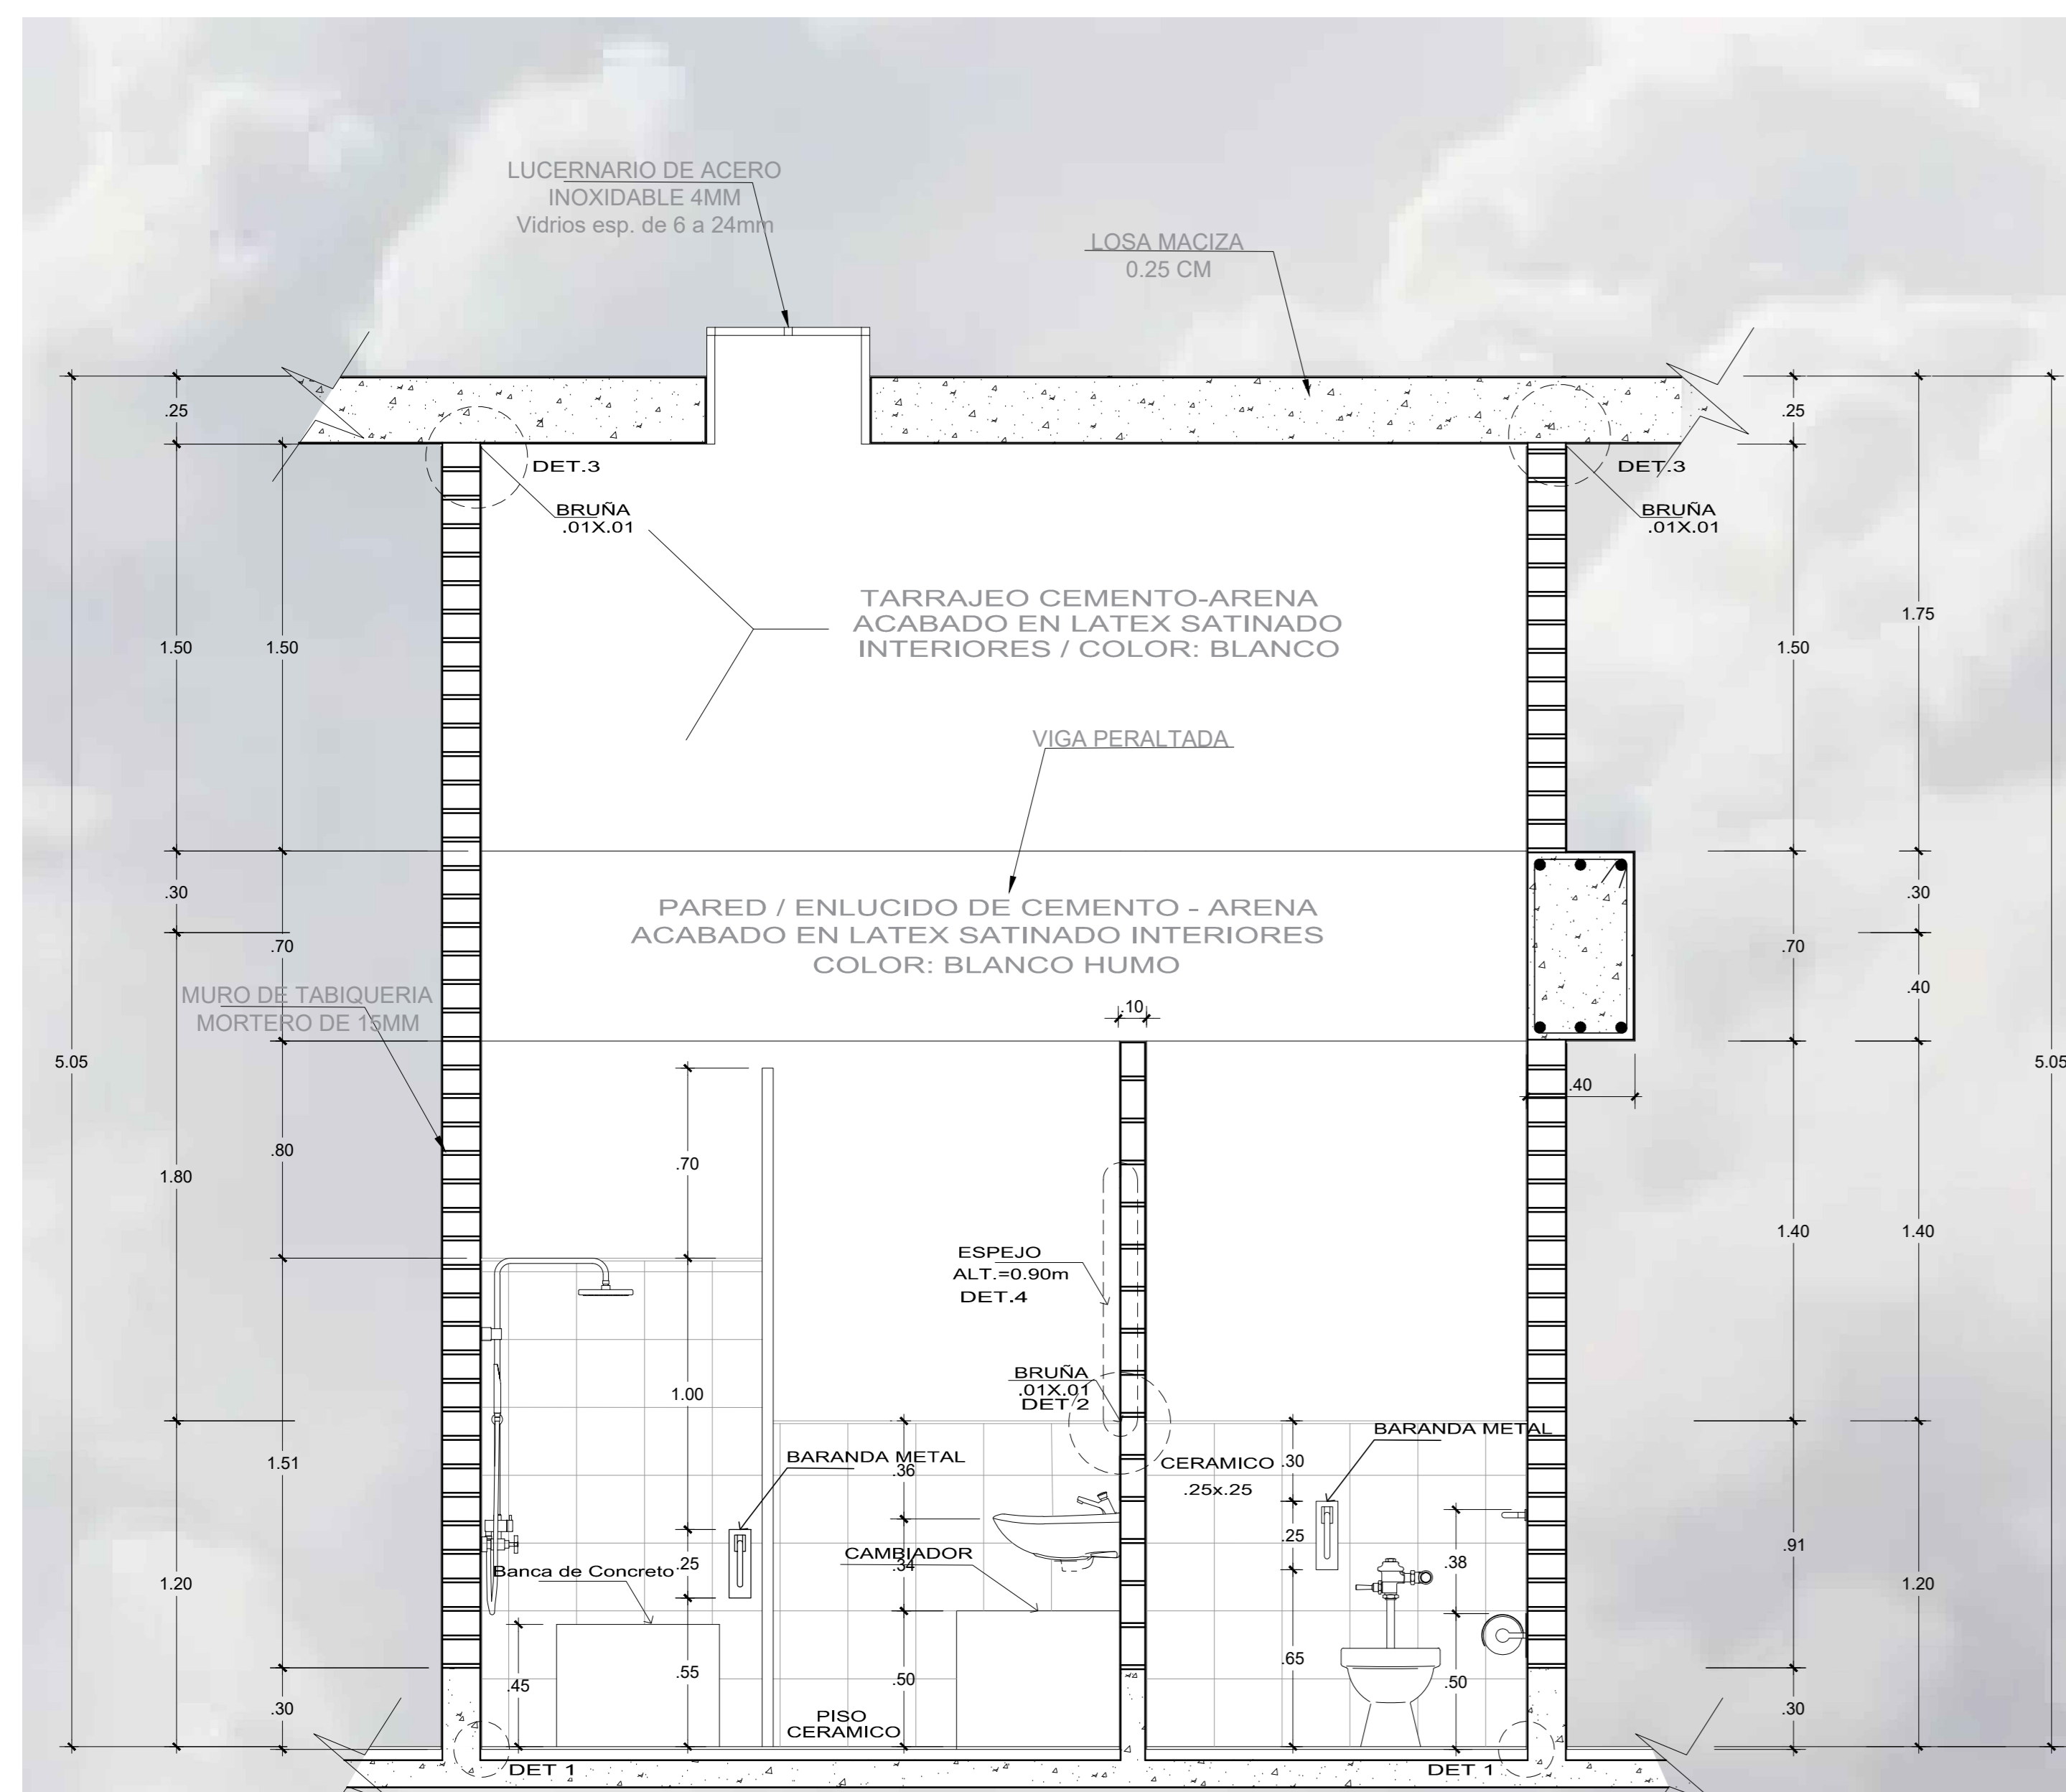 LUCERNARIO DE ACERO
INOXIDABLE 4MM
Vidrios esp. de 6 a 24mm
LOSA MACIZA
0.25 CM
.25
.25
DET.3
DET.3
BRUÑA
.01X.01
BRUÑA
.01X.01
TARRAJEO CEMENTO-ARENA
ACABADO EN LATEX SATINADO
INTERIORES / COLOR: BLANCO
1.75
1.50
1.50
1.50
VIGA PERALTADA
.30
.30
PARED / ENLUCIDO DE CEMENTO - ARENA
ACABADO EN LATEX SATINADO INTERIORES
COLOR: BLANCO HUMO
.70
.70
.40
MURO DE TABIQUERIA
MORTERO DE 15MM
.10
5.05
5.05
.40
.80
1.80
.70
1.40
1.40
ESPEJO
ALT.=0.90m
DET.4
BRUÑA
.01X.01
DET 2
1.00
BARANDA METAL
BARANDA METAL
1.51
.36
CERAMICO
.25x.25
.30
.25
.91
CAMBIADOR
.34
.38
Banca de Concreto
.25
1.20
1.20
.45
.55
.50
.65
.50
.30
.30
PISO
CERAMICO
DET 1
DET 1